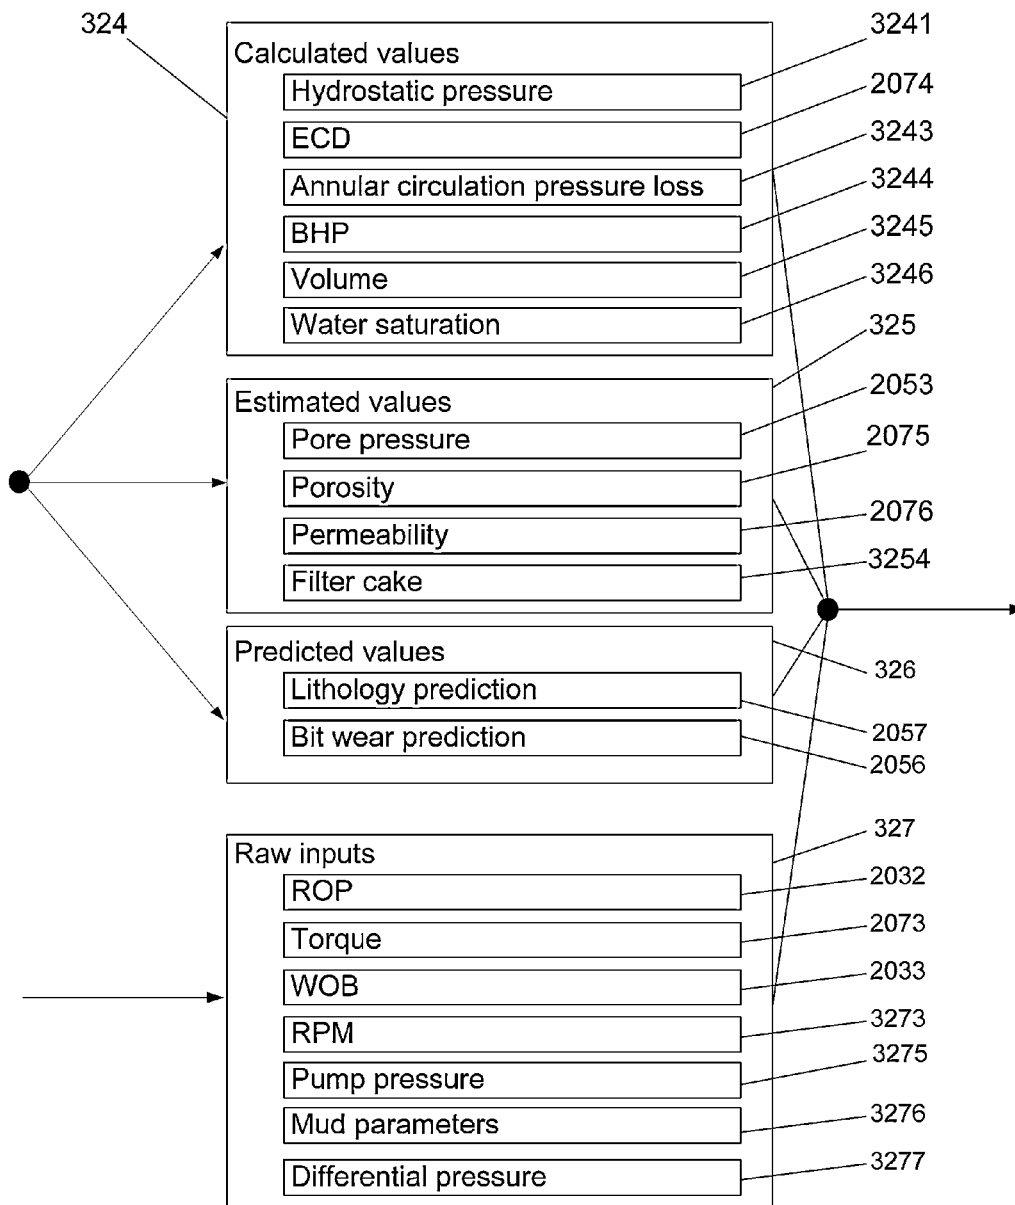 324
Calculated values
3241
Hydrostatic pressure
2074
ECD
3243
Annular circulation pressure loss
3244
BHP
3245
Volume
3246
Water saturation
325
Estimated values
2053
Pore pressure
2075
Porosity
2076
Permeability
3254
Filter cake
Predicted values
326
Lithology prediction
2057
Bit wear prediction
2056
327
Raw inputs
2032
ROP
2073
Torque
2033
WOB
3273
RPM
3275
Pump pressure
3276
Mud parameters
3277
Differential pressure